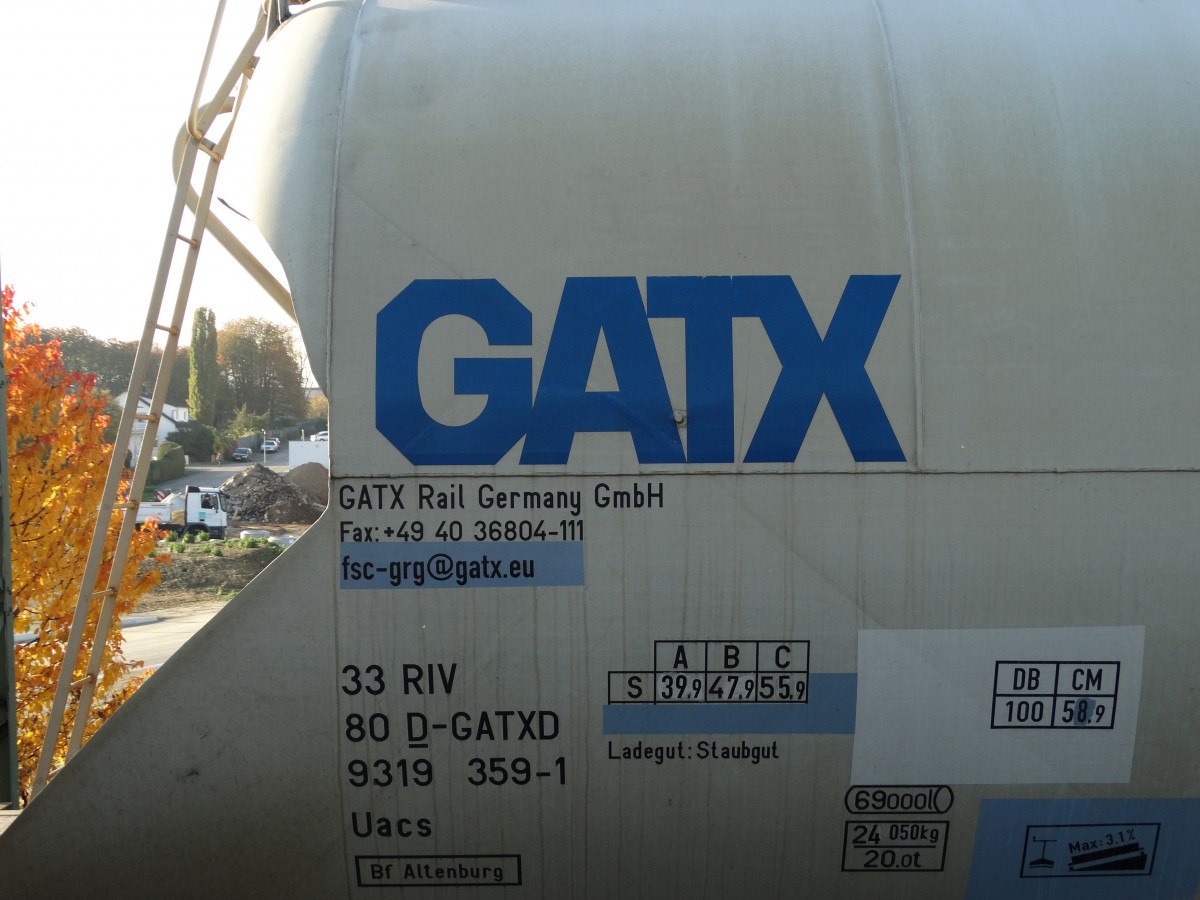 GATX
GATX Rail Germany GmbH
Fax:+49 40 36804-111
fsc-grg@gatx.eu
33 RIV
80 D-GATXD
9319 359-1
Uacs
Bf Altenburg
A B C
S 39,9 47,9 55,9
Ladegut: Staubgut
DB CM
100 58,9
69000l
24 050kg
20.0t
Max: 3.1%